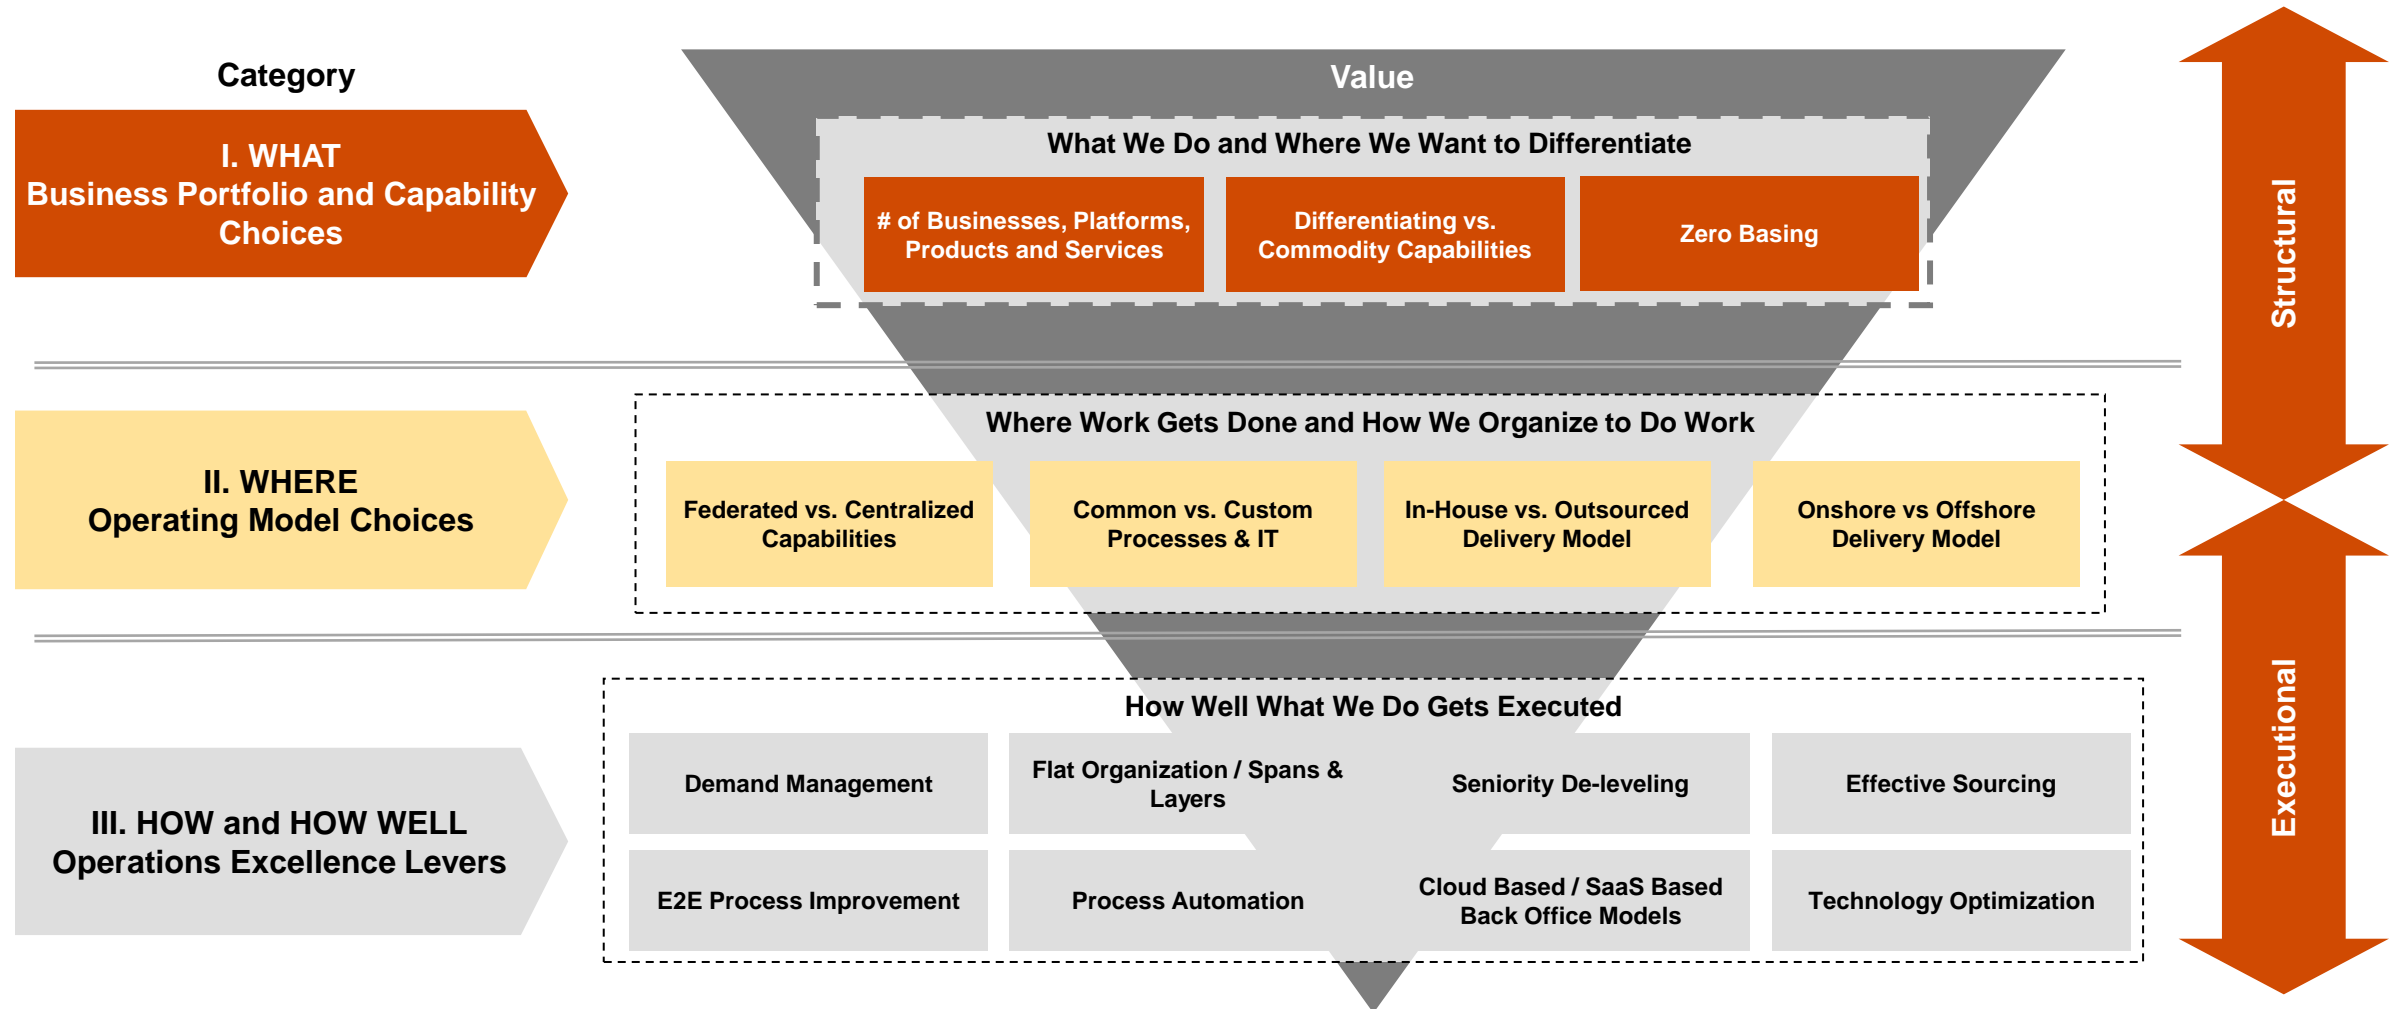 Category
Value
I. WHAT
Business Portfolio and Capability
Choices
What We Do and Where We Want to Differentiate
# of Businesses, Platforms,
Products and Services
Differentiating vs.
Commodity Capabilities
Zero Basing
Structural
II. WHERE
Operating Model Choices
Where Work Gets Done and How We Organize to Do Work
Federated vs. Centralized
Capabilities
Common vs. Custom
Processes & IT
In-House vs. Outsourced
Delivery Model
Onshore vs Offshore
Delivery Model
III. HOW and HOW WELL
Operations Excellence Levers
How Well What We Do Gets Executed
Demand Management
Flat Organization / Spans &
Layers
Seniority De-leveling
Effective Sourcing
E2E Process Improvement
Process Automation
Cloud Based / SaaS Based
Back Office Models
Technology Optimization
Executional